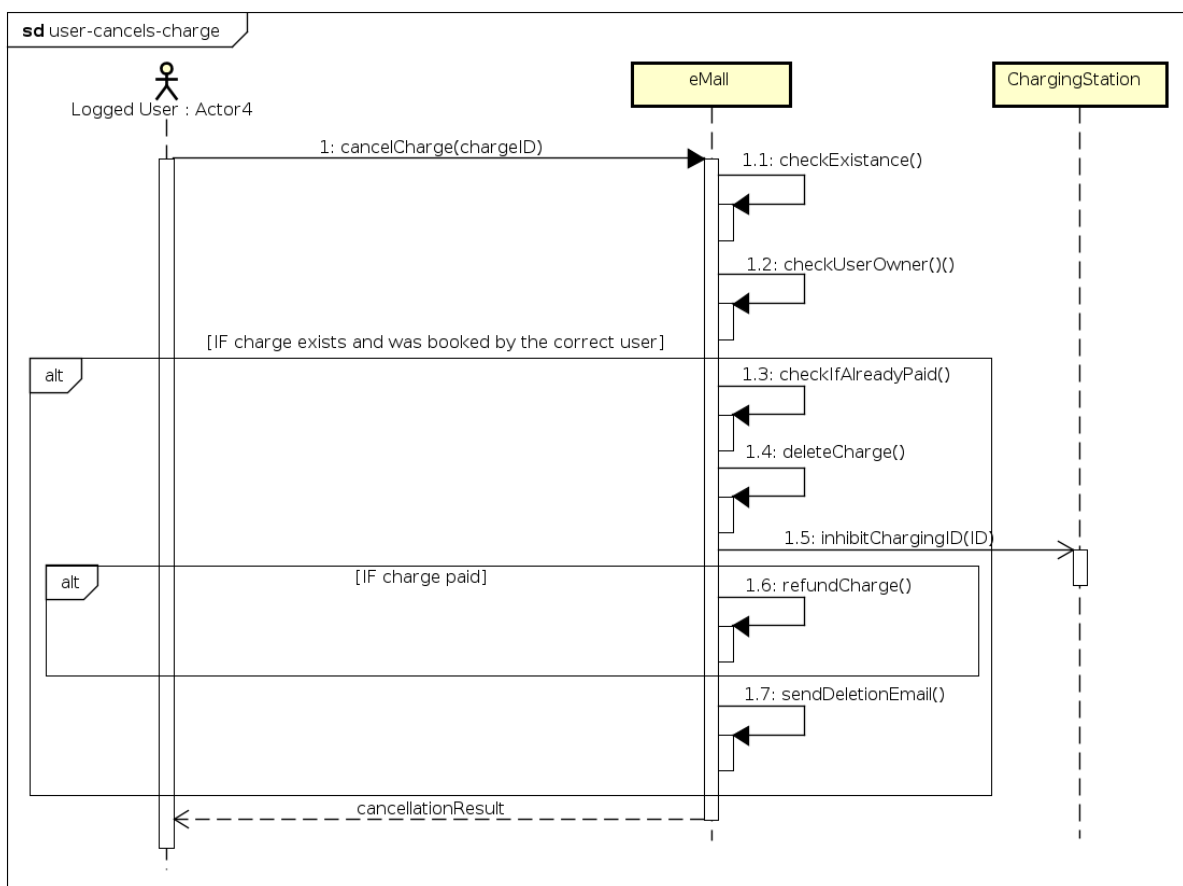 sd user-cancels-charge
Logged User : Actor4
eMall
ChargingStation
1: cancelCharge(chargeID)
1.1: checkExistance()
1.2: checkUserOwner()()
[IF charge exists and was booked by the correct user]
alt
1.3: checkIfAlreadyPaid()
1.4: deleteCharge()
1.5: inhibitChargingID(ID)
alt
[IF charge paid]
1.6: refundCharge()
1.7: sendDeletionEmail()
cancellationResult